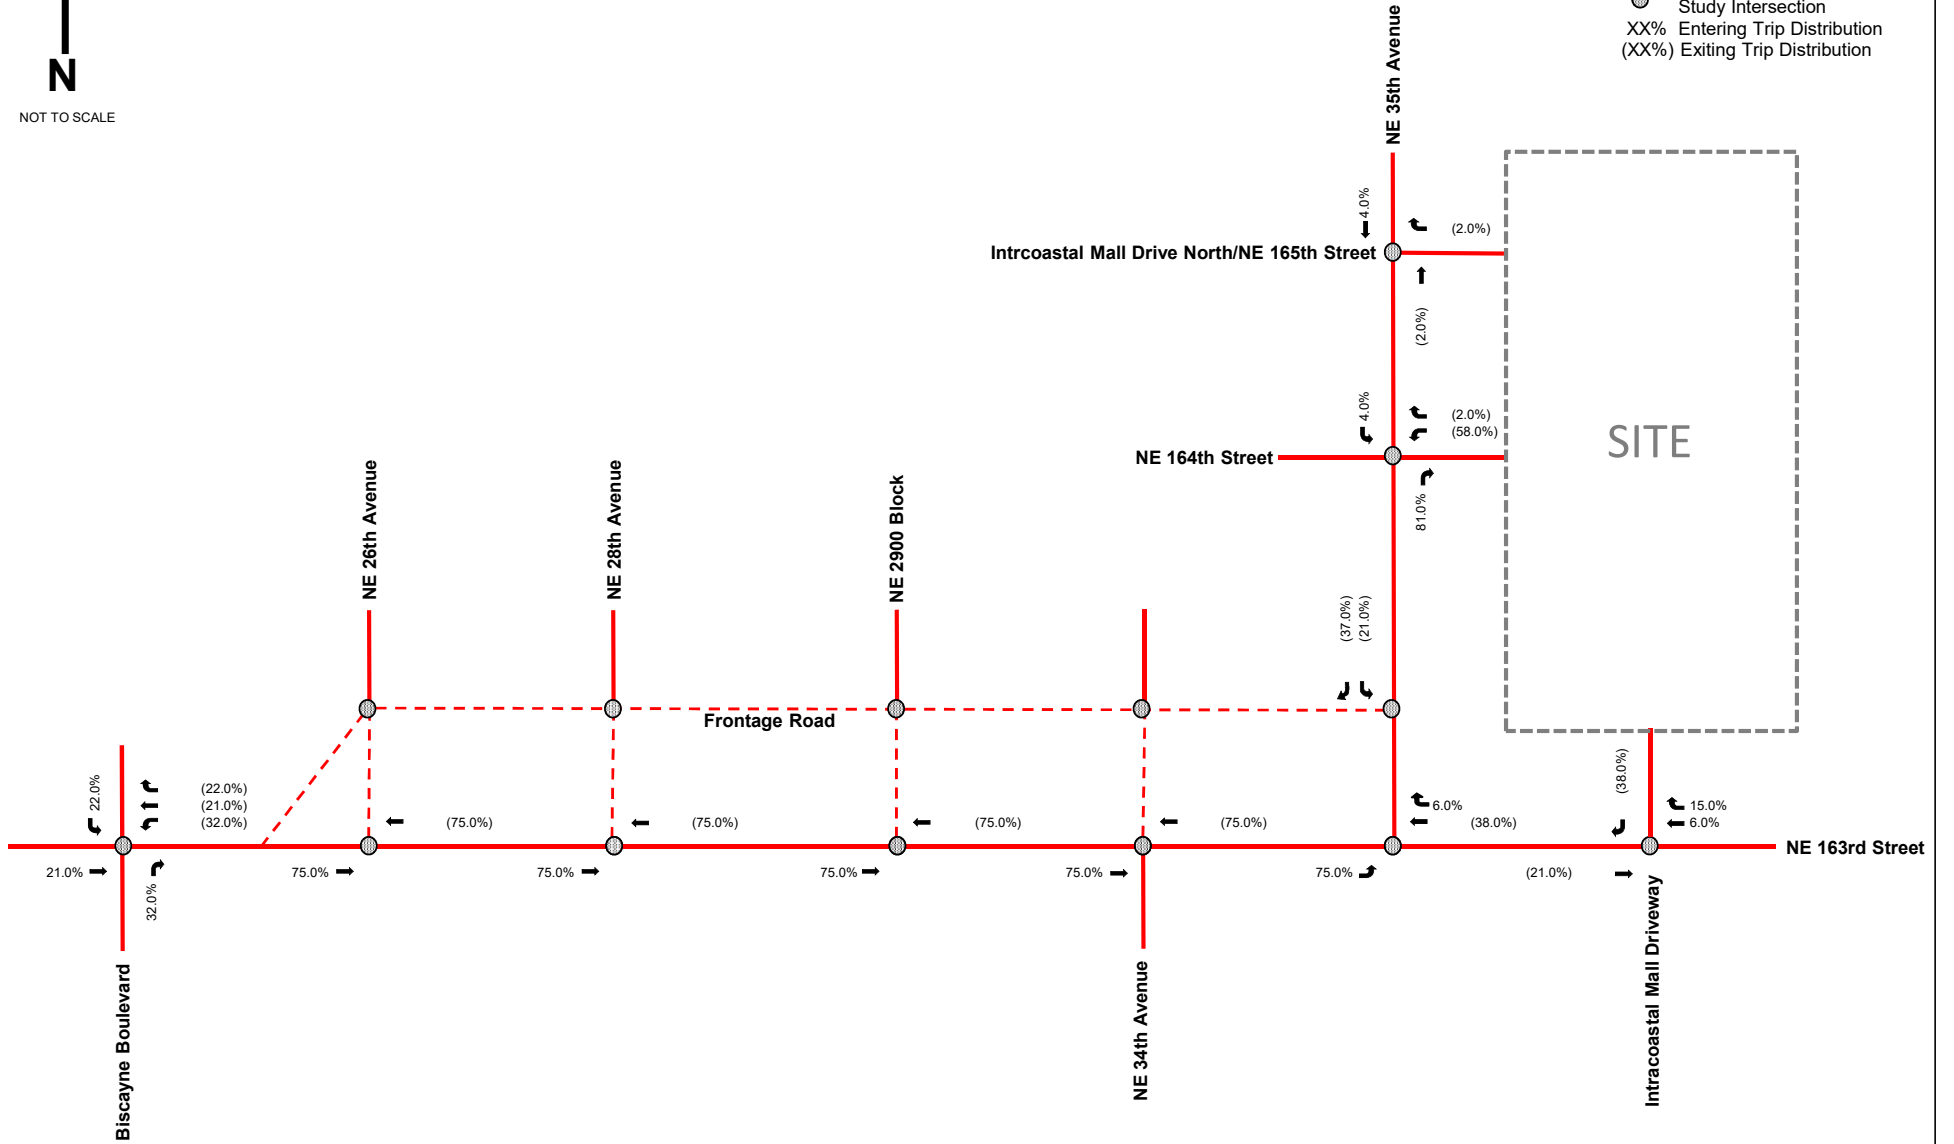 Study Intersection
XX% Entering Trip Distribution
(XX%) Exiting Trip Distribution
N
NOT TO SCALE
NE 35th Avenue
4.0%
(2.0%)
Intrcoastal Mall Drive North/NE 165th Street
(2.0%)
4.0%
(2.0%)
(58.0%)
NE 164th Street
81.0%
SITE
NE 26th Avenue
NE 28th Avenue
NE 2900 Block
(37.0%)
(21.0%)
Frontage Road
22.0%
(22.0%)
(21.0%)
(32.0%)
(75.0%)
(75.0%)
(75.0%)
(75.0%)
6.0%
(38.0%)
(38.0%)
15.0%
6.0%
NE 163rd Street
21.0%
32.0%
75.0%
75.0%
75.0%
75.0%
75.0%
(21.0%)
Biscayne Boulevard
NE 34th Avenue
Intracoastal Mall Driveway